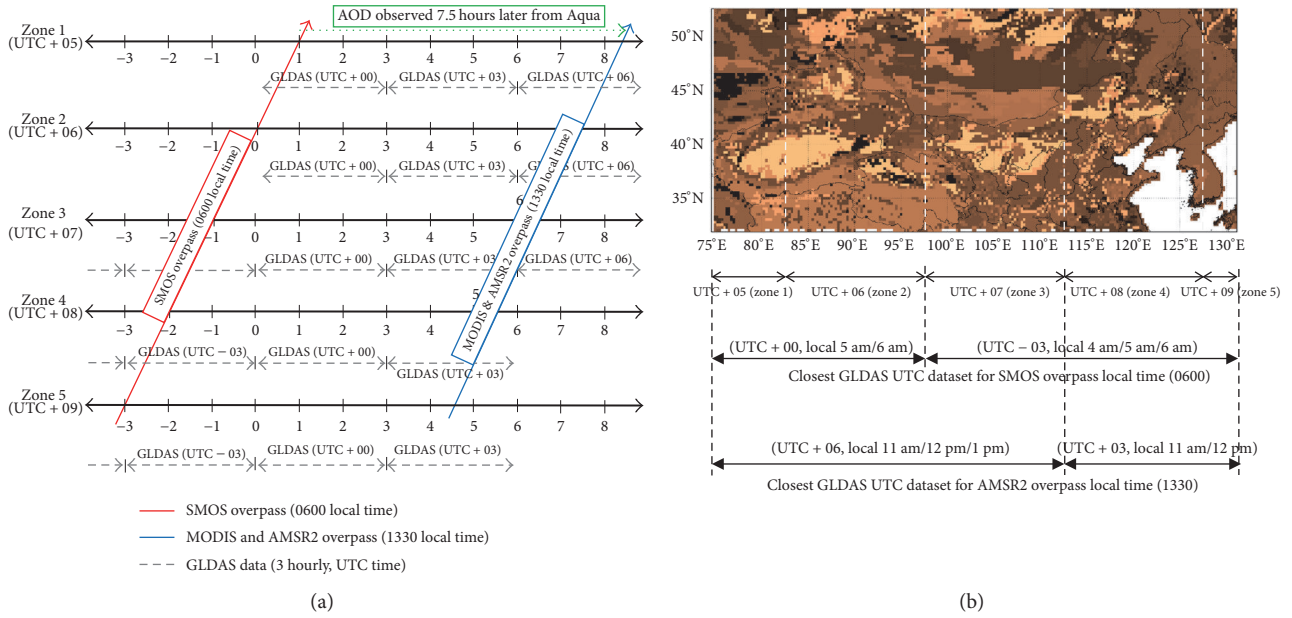 AOD observed 7.5 hours later from Aqua
Zone 1
(UTC + 05)
−3 −2 −1 0 1 2 3 4 5 6 7 8
GLDAS (UTC + 00) GLDAS (UTC + 03) GLDAS (UTC + 06)
Zone 2
(UTC + 06)
−3 −2 −1 0 1 2 3 4 5 6 7 8
GLDAS (UTC + 00) GLDAS (UTC + 03) GLDAS (UTC + 06)
Zone 3
(UTC + 07)
6
−3 −2 −1 0 1 2 3 4 5 6 7 8
GLDAS (UTC + 00) GLDAS (UTC + 03) GLDAS (UTC + 06)
Zone 4
(UTC + 08)
5
−3 −2 −1 0 1 2 3 4 5 6 7 8
GLDAS (UTC − 03) GLDAS (UTC + 00) GLDAS (UTC + 03)
Zone 5
(UTC + 09)
−3 −2 −1 0 1 2 3 4 5 6 7 8
GLDAS (UTC − 03) GLDAS (UTC + 00) GLDAS (UTC + 03)
SMOS overpass (0600 local time)
MODIS & AMSR2 overpass (1330 local time)
SMOS overpass (0600 local time)
MODIS and AMSR2 overpass (1330 local time)
GLDAS data (3 hourly, UTC time)
(a)
50°N
45°N
40°N
35°N
75°E 80°E 85°E 90°E 95°E 100°E 105°E 110°E 115°E 120°E 125°E 130°E
UTC + 05 (zone 1) UTC + 06 (zone 2) UTC + 07 (zone 3) UTC + 08 (zone 4) UTC + 09 (zone 5)
(UTC + 00, local 5 am/6 am) (UTC − 03, local 4 am/5 am/6 am)
Closest GLDAS UTC dataset for SMOS overpass local time (0600)
(UTC + 06, local 11 am/12 pm/1 pm) (UTC + 03, local 11 am/12 pm)
Closest GLDAS UTC dataset for AMSR2 overpass local time (1330)
(b)